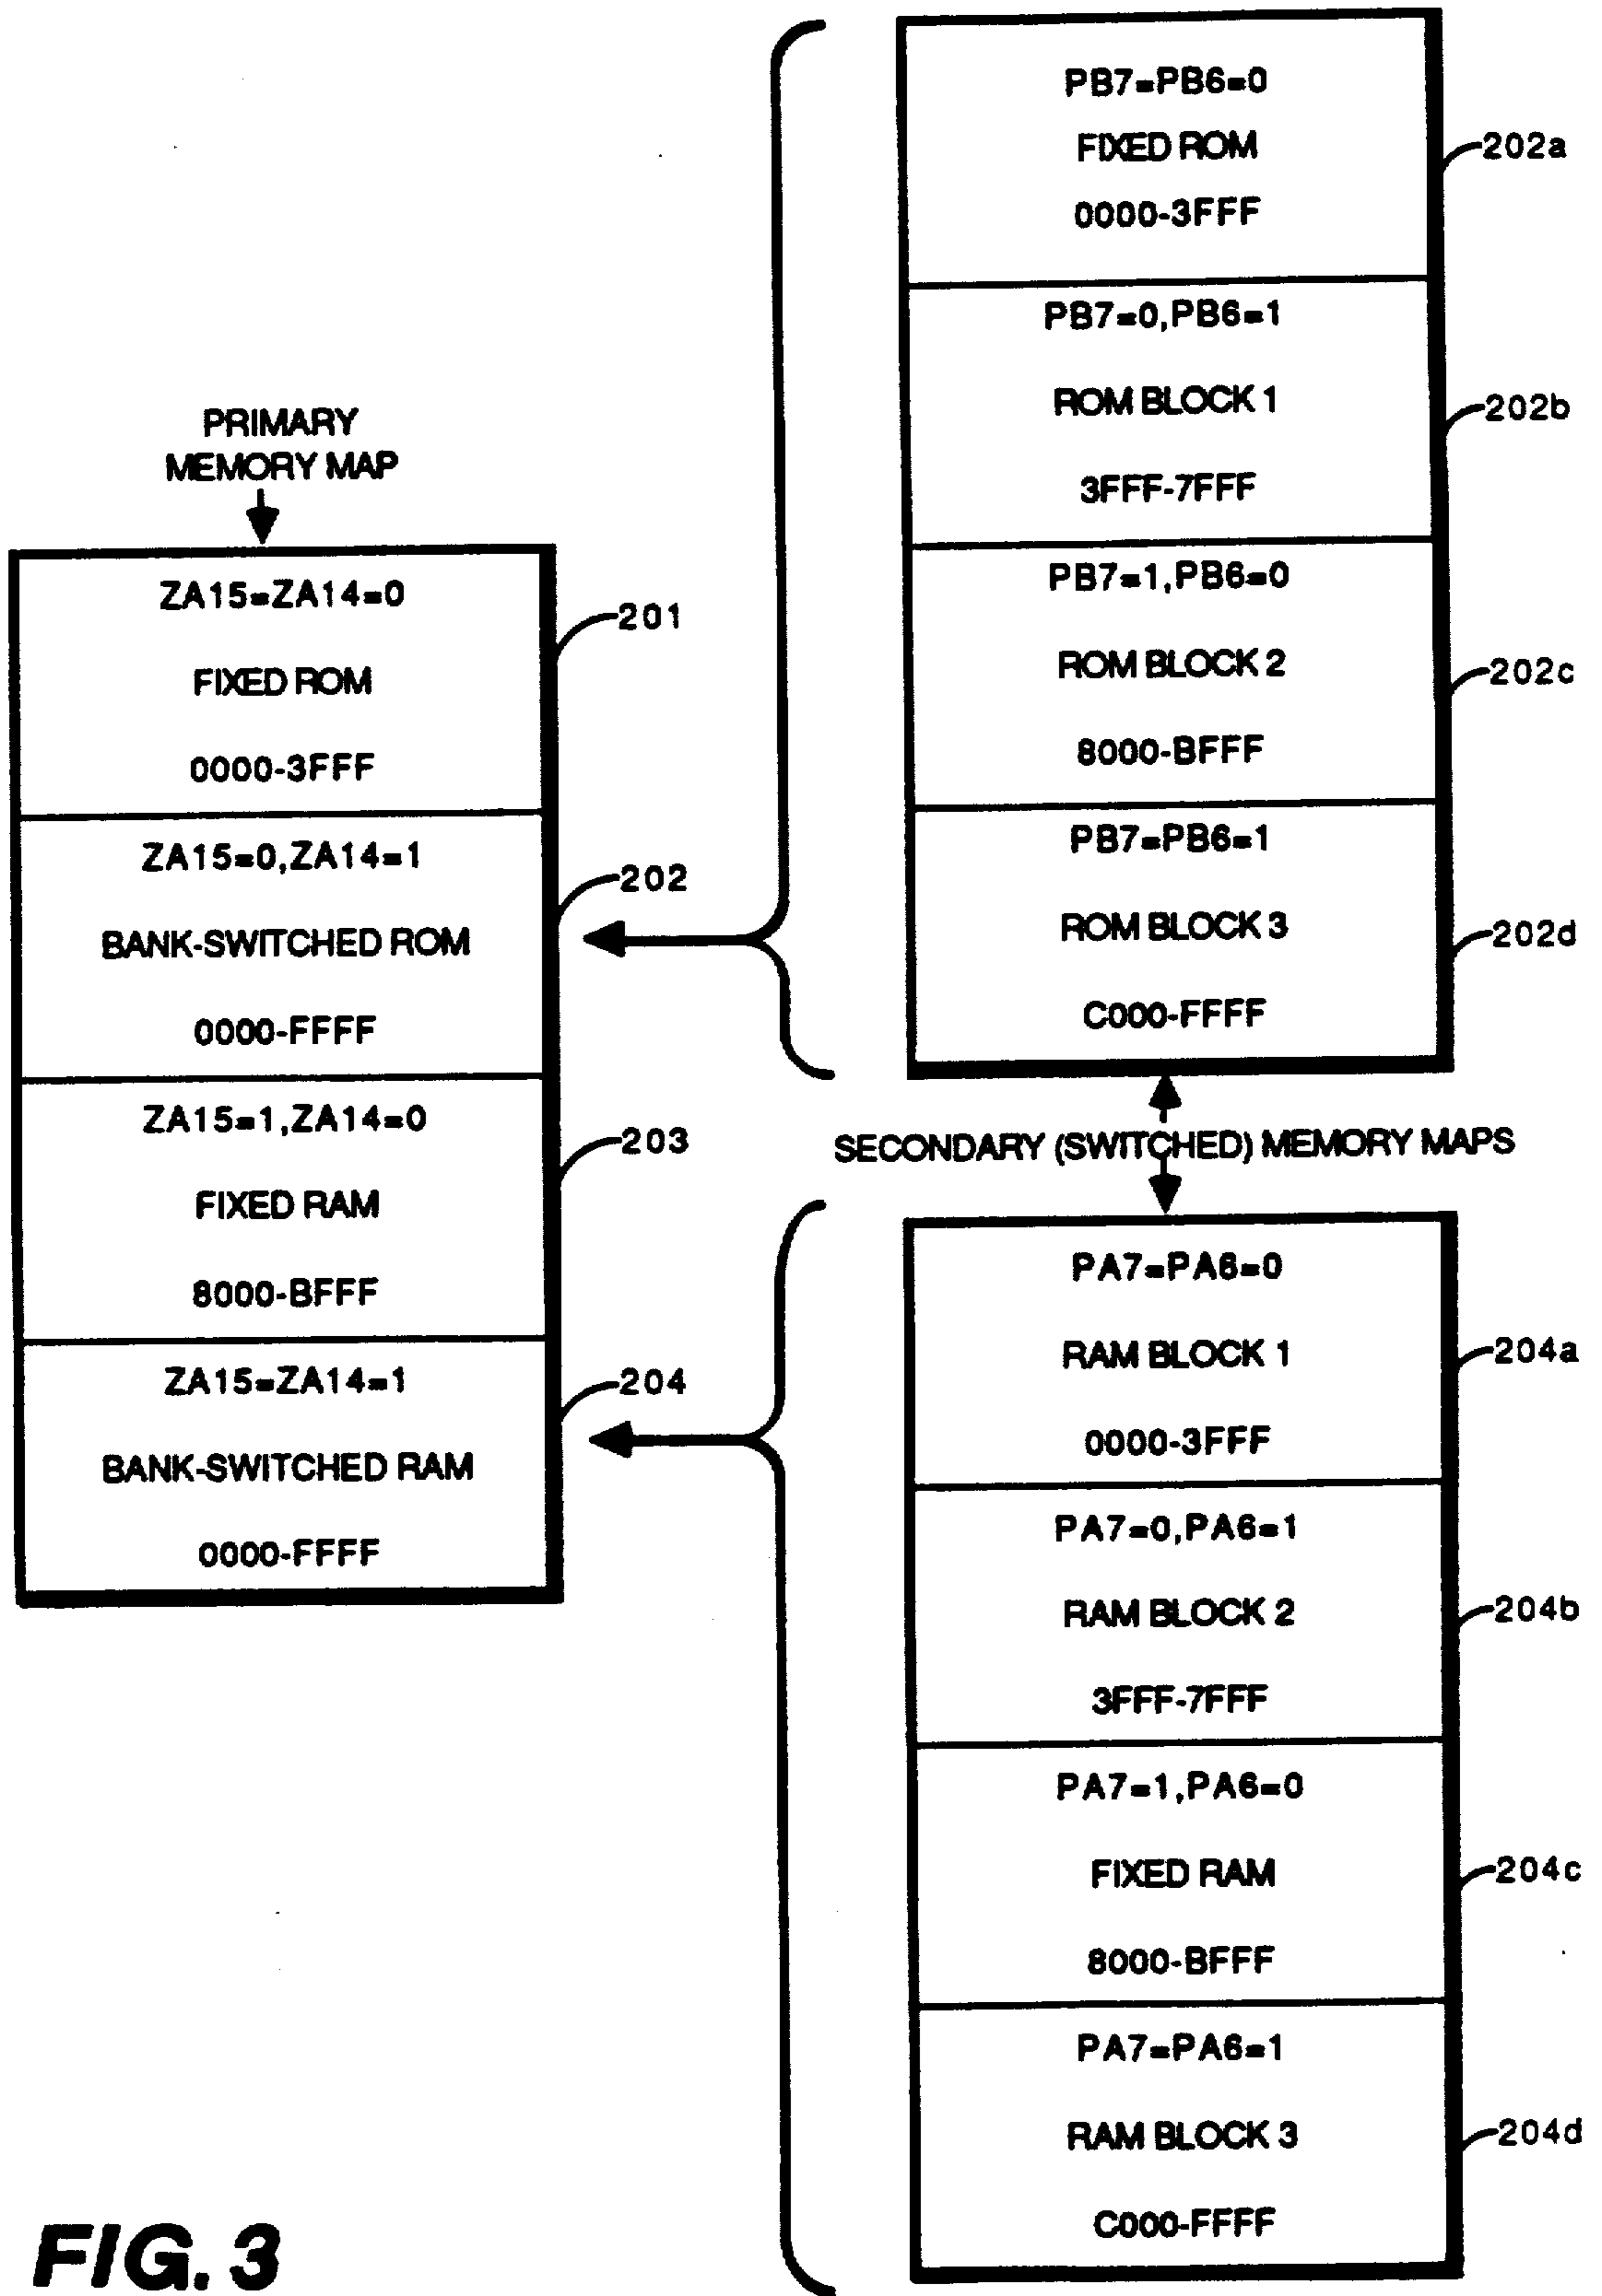 PRIMARY
MEMORY MAP
ZA15=ZA14=0
FIXED ROM
0000-3FFF
201
ZA15=0,ZA14=1
BANK-SWITCHED ROM
0000-FFFF
202
ZA15=1,ZA14=0
FIXED RAM
8000-BFFF
203
ZA15=ZA14=1
BANK-SWITCHED RAM
0000-FFFF
204
PB7=PB6=0
FIXED ROM
0000-3FFF
202a
PB7=0,PB6=1
ROM BLOCK 1
3FFF-7FFF
202b
PB7=1,PB6=0
ROM BLOCK 2
8000-BFFF
202c
PB7=PB6=1
ROM BLOCK 3
C000-FFFF
202d
SECONDARY (SWITCHED) MEMORY MAPS
PA7=PA6=0
RAM BLOCK 1
0000-3FFF
204a
PA7=0,PA6=1
RAM BLOCK 2
3FFF-7FFF
204b
PA7=1,PA6=0
FIXED RAM
8000-BFFF
204c
PA7=PA6=1
RAM BLOCK 3
C000-FFFF
204d
FIG. 3